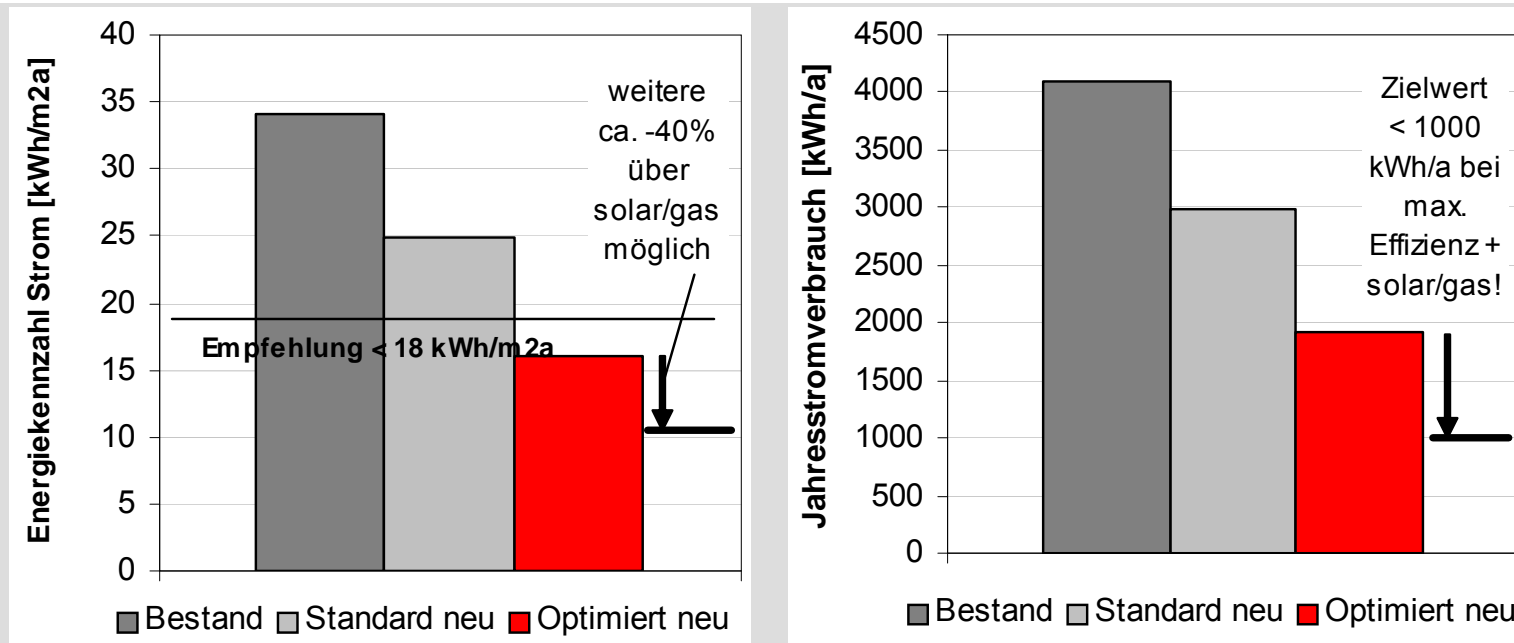 Energiekennzahl Strom [kWh/m2a]
40
35
30
25
20
15
10
5
0
weitere
ca. -40%
über
solar/gas
möglich
Empfehlung < 18 kWh/m2a
Bestand Standard neu Optimiert neu
Jahresstromverbrauch [kWh/a]
4500
4000
3500
3000
2500
2000
1500
1000
500
0
Zielwert
< 1000
kWh/a bei
max.
Effizienz +
solar/gas!
Bestand Standard neu Optimiert neu